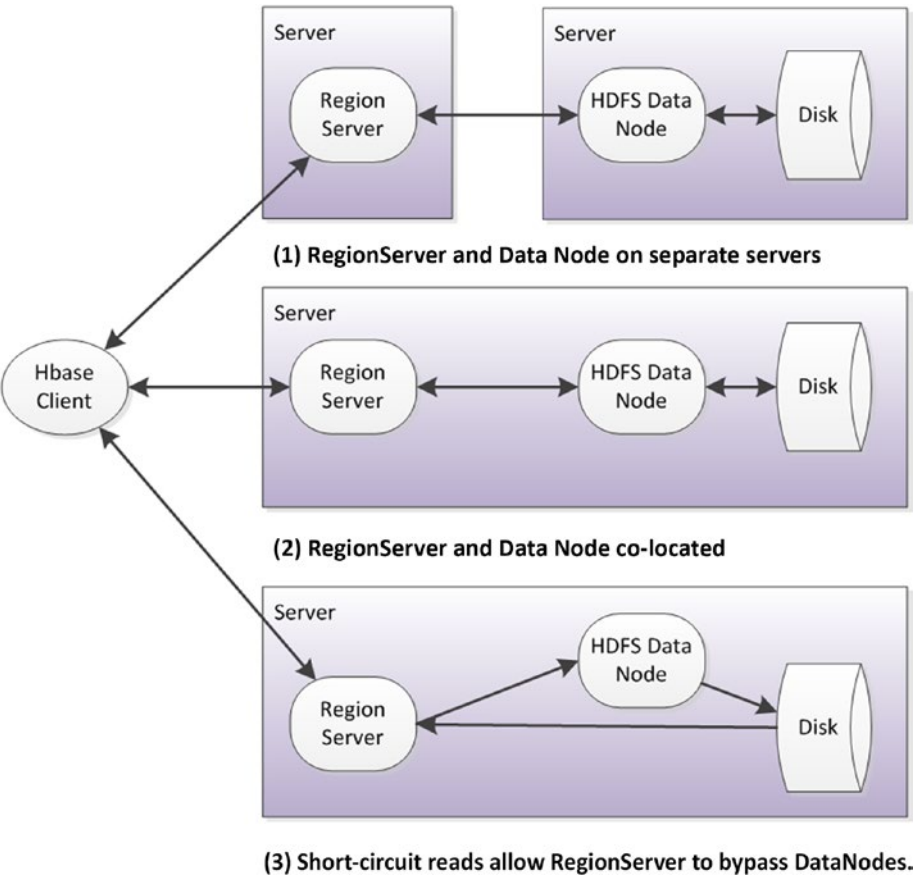 Server
Server
Region
Server
HDFS Data
Node
Disk
(1) RegionServer and Data Node on separate servers
Server
Hbase
Client
Region
Server
HDFS Data
Node
Disk
(2) RegionServer and Data Node co-located
Server
HDFS Data
Node
Region
Server
Disk
(3) Short-circuit reads allow RegionServer to bypass DataNodes.